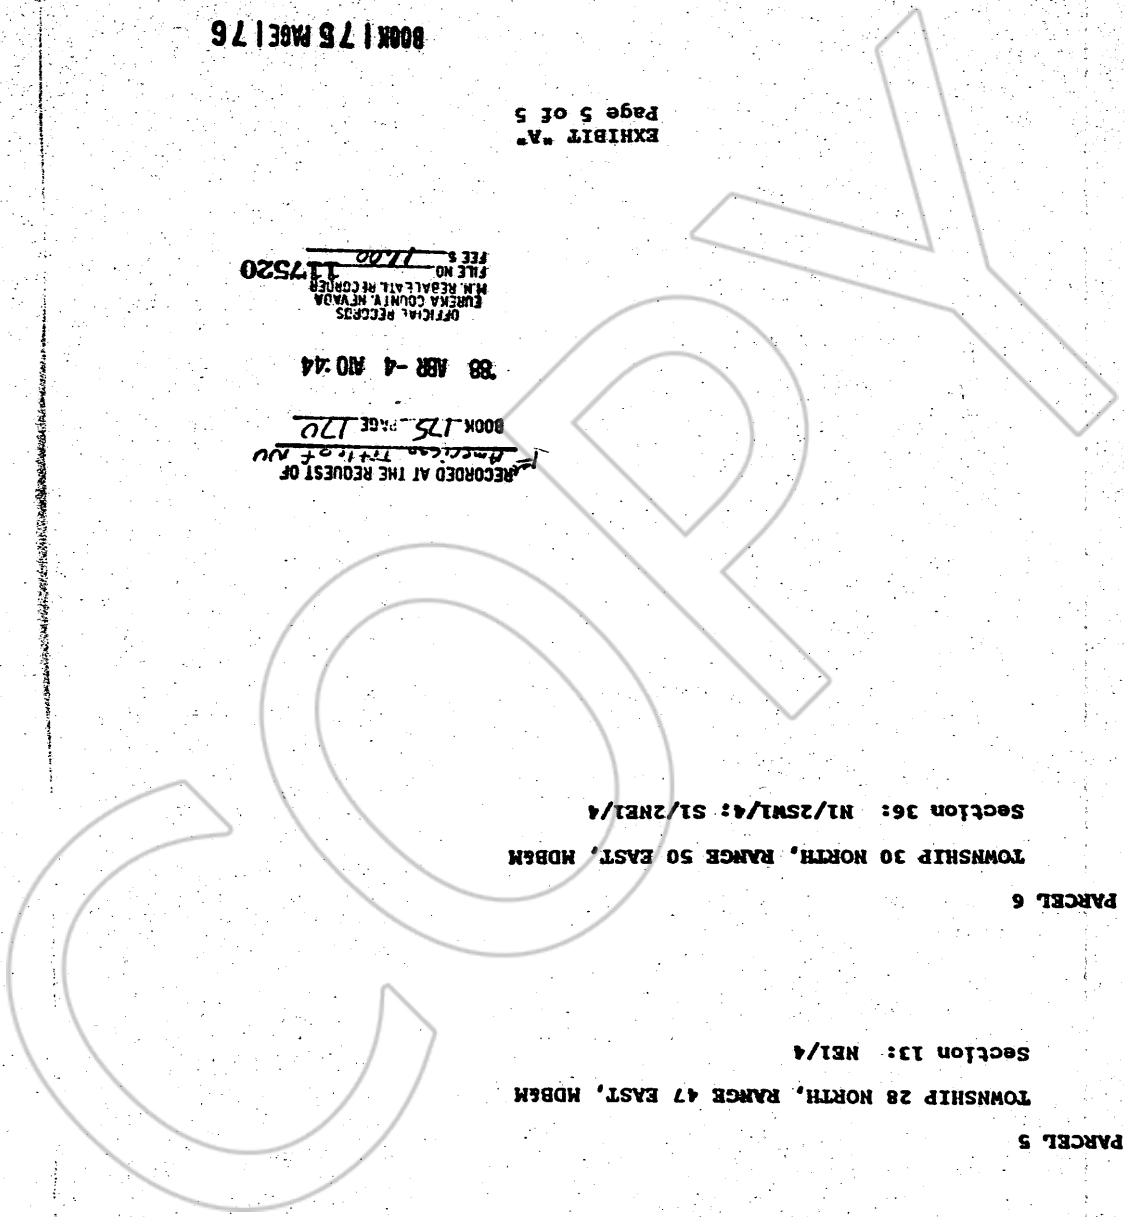 PARCEL 5
TOWNSHIP 28 NORTH, RANGE 47 EAST, MDB&M
Section 13: NE1/4
PARCEL 6
TOWNSHIP 30 NORTH, RANGE 50 EAST, MDB&M
Section 36: N1/2SW1/4; S1/2NE1/4
RECORDED AT THE REQUEST OF
American Title of NV
BOOK 175 PAGE 170
'88 APR -4 A10:44
OFFICIAL RECORDS
EUREKA COUNTY, NEVADA
M.N. REBALEATI, RECORDER
FILE NO. 117520
FEE $ 11.00
EXHIBIT "A"
Page 5 of 5
BOOK 175 PAGE 176
COPY